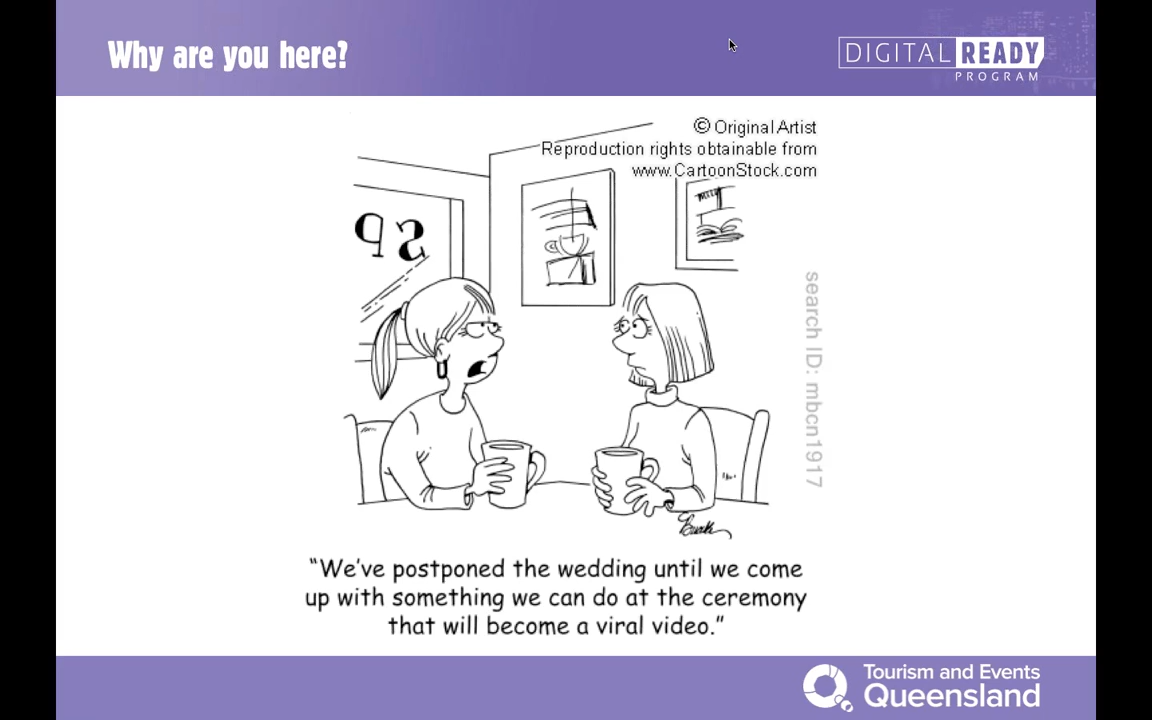 Why are you here?
DIGITAL READY
PROGRAM
© Original Artist
Reproduction rights obtainable from
www.CartoonStock.com
search ID: mbcn1917
“We've postponed the wedding until we come
up with something we can do at the ceremony
that will become a viral video.”
Tourism and Events
Queensland